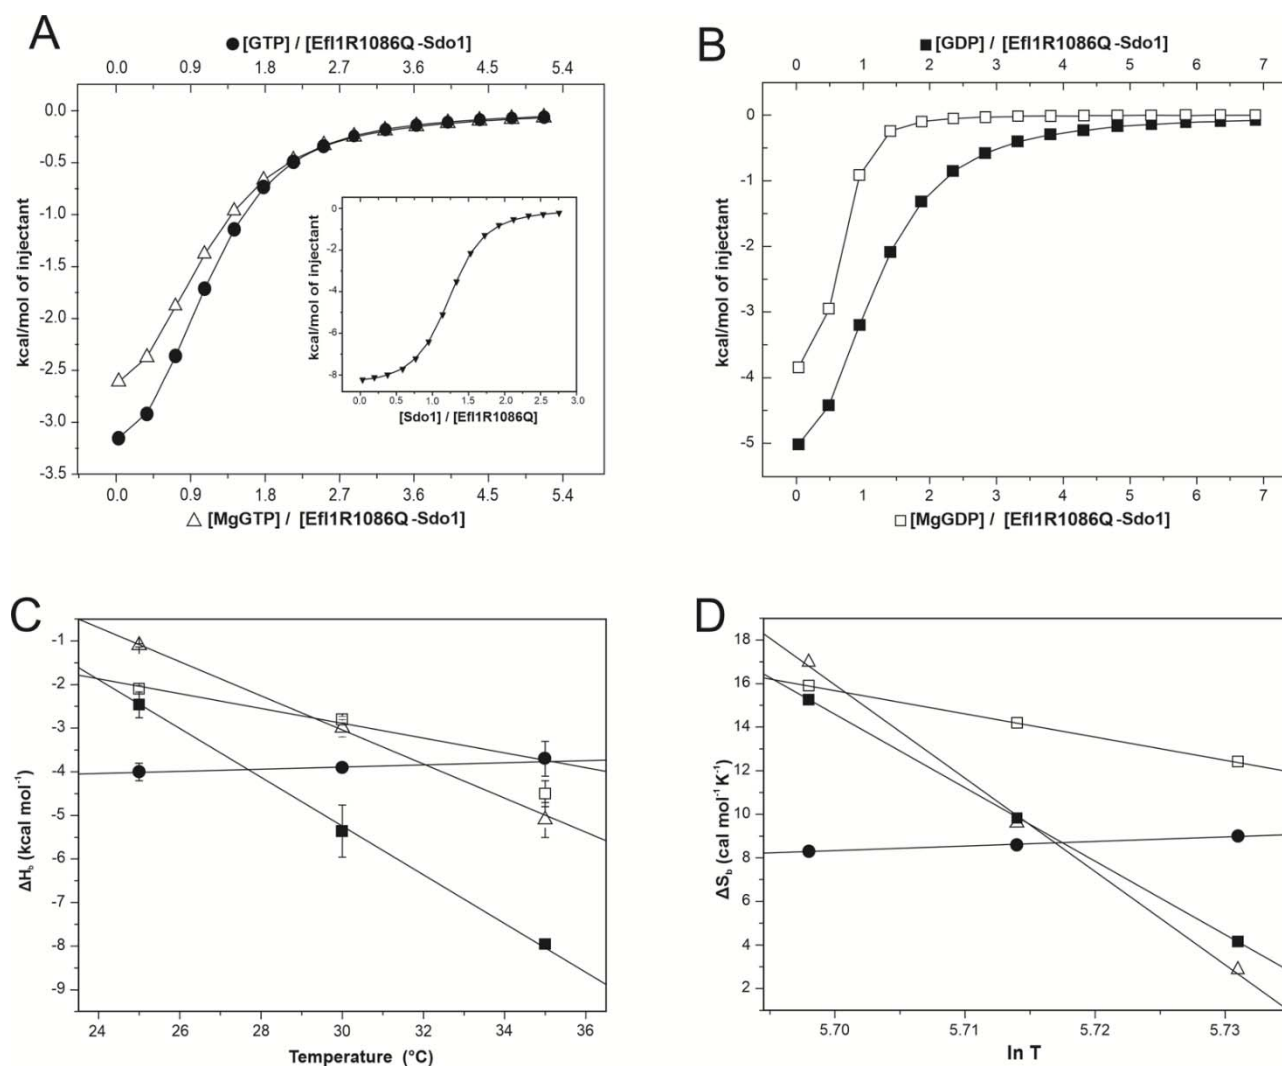 A
● [GTP] / [Efl1R1086Q-Sdo1]
0.0 0.9 1.8 2.7 3.6 4.5 5.4
kcal/mol of injectant
0.0
-0.5
-1.0
-1.5
-2.0
-2.5
-3.0
-3.5
kcal/mol of injectant
0
-2
-4
-6
-8
0.0 0.5 1.0 1.5 2.0 2.5 3.0
[Sdo1] / [Efl1R1086Q]
0.0 0.9 1.8 2.7 3.6 4.5 5.4
△ [MgGTP] / [Efl1R1086Q-Sdo1]
B
■ [GDP] / [Efl1R1086Q-Sdo1]
0 1 2 3 4 5 6 7
kcal/mol of injectant
0
-1
-2
-3
-4
-5
0 1 2 3 4 5 6 7
□ [MgGDP] / [Efl1R1086Q-Sdo1]
C
ΔHb (kcal mol⁻¹)
-1
-2
-3
-4
-5
-6
-7
-8
-9
24 26 28 30 32 34 36
Temperature (°C)
D
ΔSb (cal mol⁻¹K⁻¹)
18
16
14
12
10
8
6
4
2
5.70 5.71 5.72 5.73
ln T